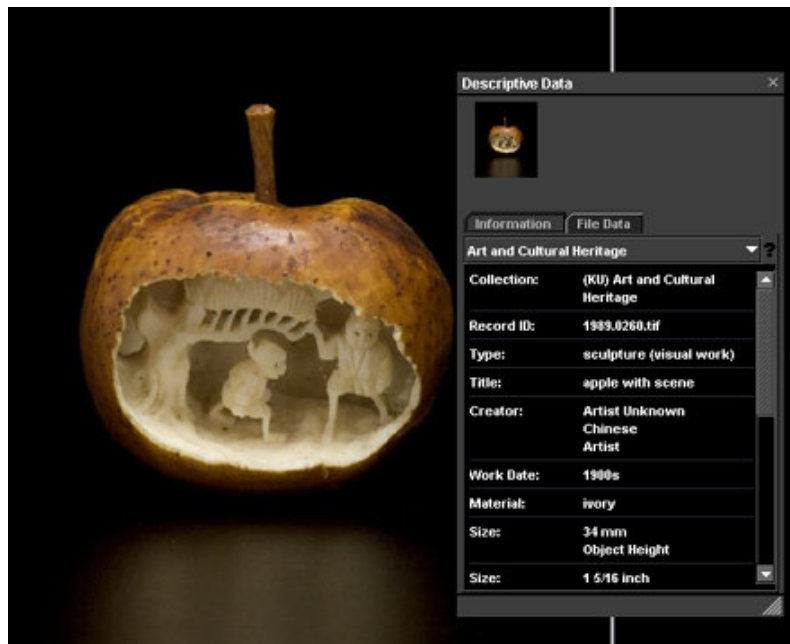 Descriptive Data
Information File Data
Art and Cultural Heritage ?
Collection: (KU) Art and Cultural
Heritage
Record ID: 1989.0260.tif
Type: sculpture (visual work)
Title: apple with scene
Creator: Artist Unknown
Chinese
Artist
Work Date: 1900s
Material: ivory
Size: 34 mm
Object Height
Size: 1 5/16 inch